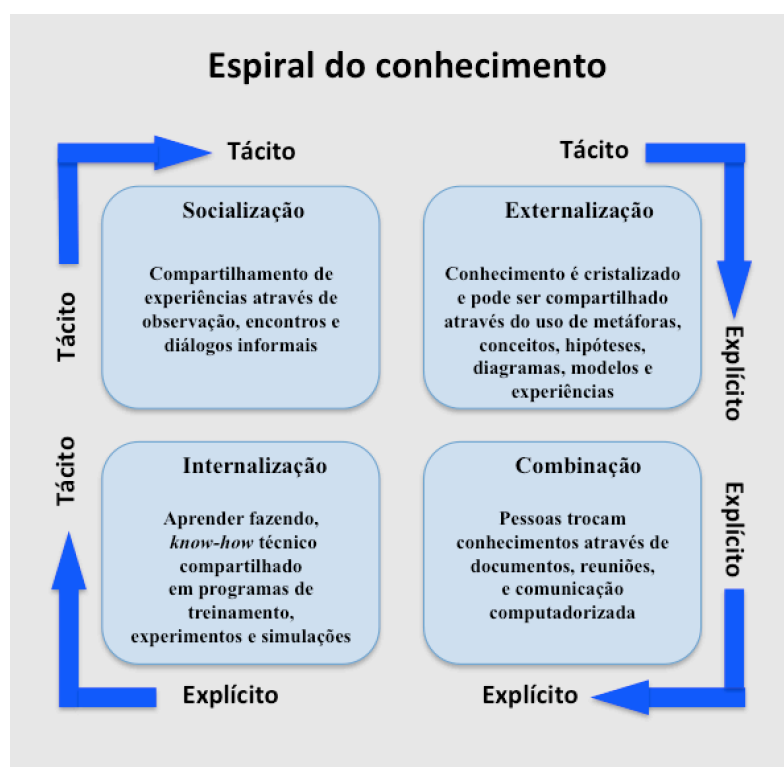 Espiral do conhecimento
Tácito
Tácito
Socialização
Compartilhamento de
experiências através de
observação, encontros e
diálogos informais
Tácito
Explícito
Externalização
Conhecimento é cristalizado
e pode ser compartilhado
através do uso de metáforas,
conceitos, hipóteses,
diagramas, modelos e
experiências
Tácito
Explícito
Internalização
Aprender fazendo,
know-how técnico
compartilhado
em programas de
treinamento,
experimentos e simulações
Explícito
Explícito
Combinação
Pessoas trocam
conhecimentos através de
documentos, reuniões,
e comunicação
computadorizada